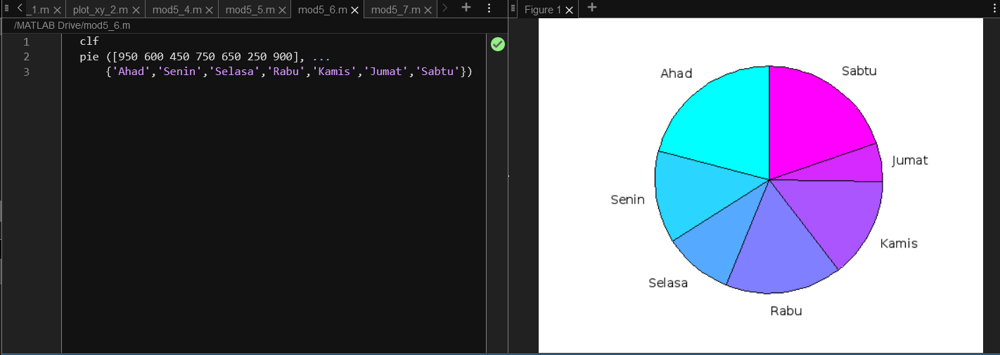 _1.m plot_xy_2.m mod5_4.m mod5_5.m mod5_6.m mod5_7.m
/MATLAB Drive/mod5_6.m
1 clf
2 pie ([950 600 450 750 650 250 900], ...
3 {'Ahad','Senin','Selasa','Rabu','Kamis','Jumat','Sabtu'})
Figure 1
Ahad
Sabtu
Jumat
Senin
Kamis
Selasa
Rabu